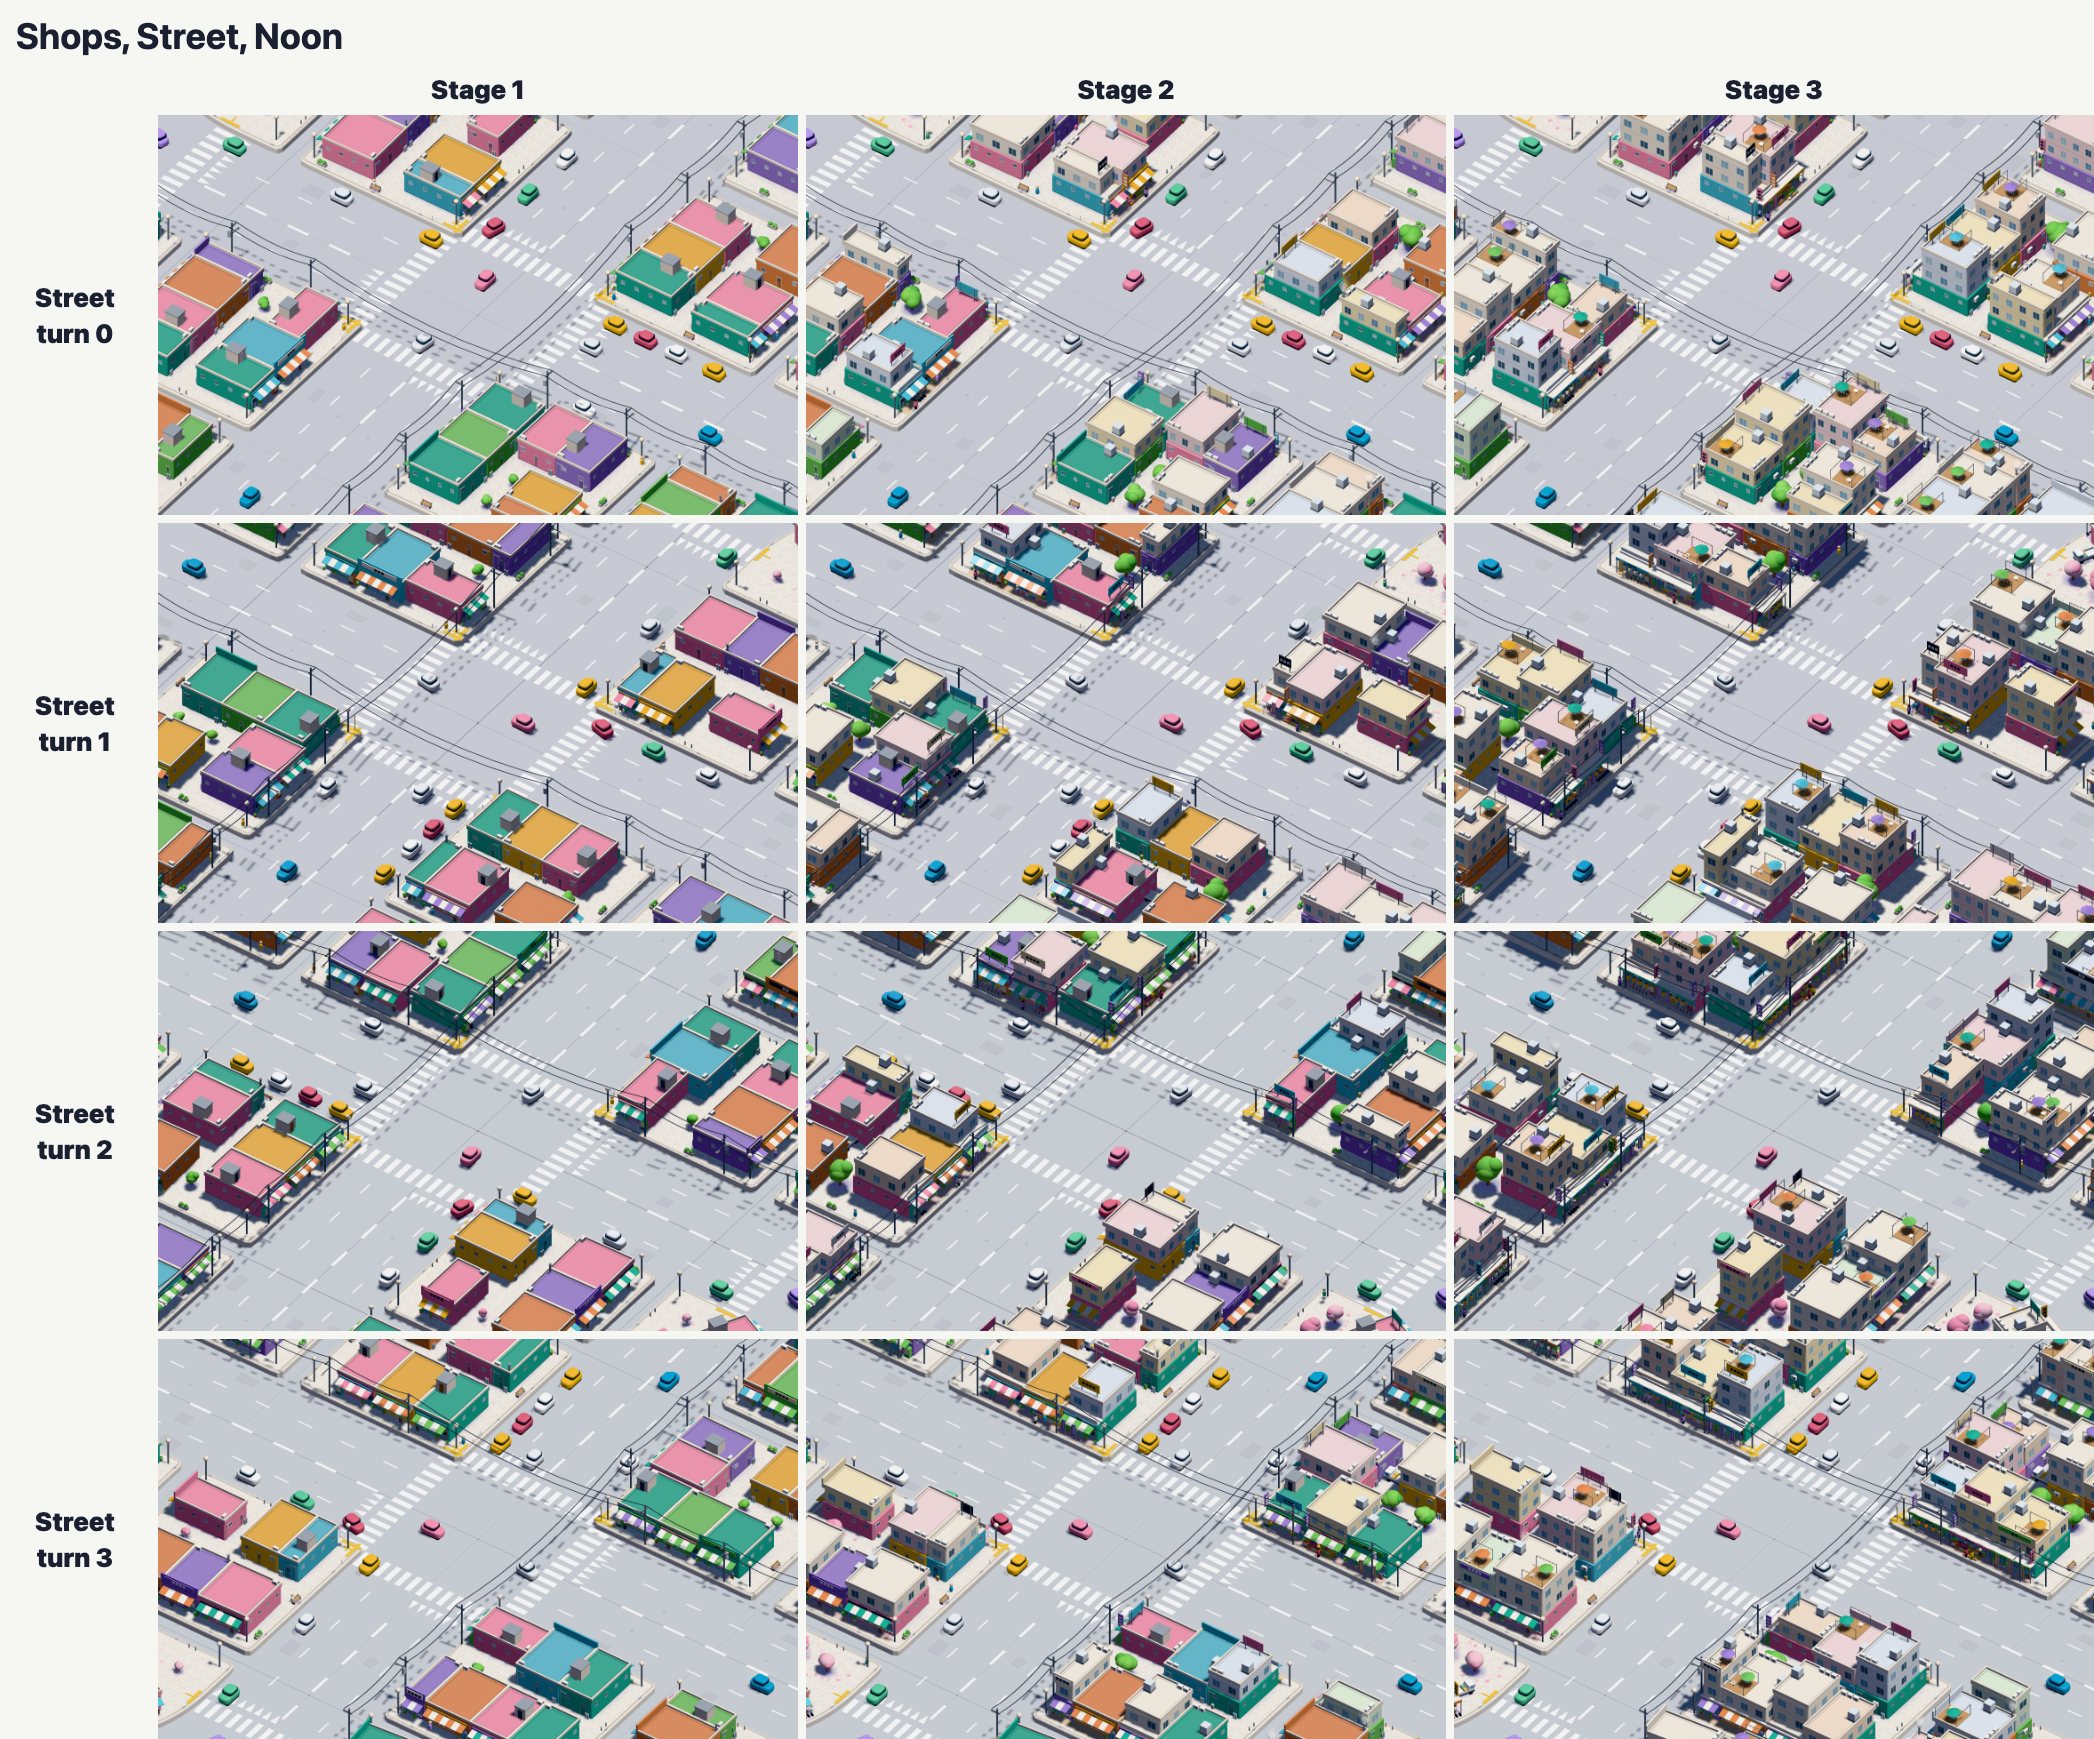 Shops, Street, Noon
Stage 1
Stage 2
Stage 3
Street
turn 0
Street
turn 1
Street
turn 2
Street
turn 3